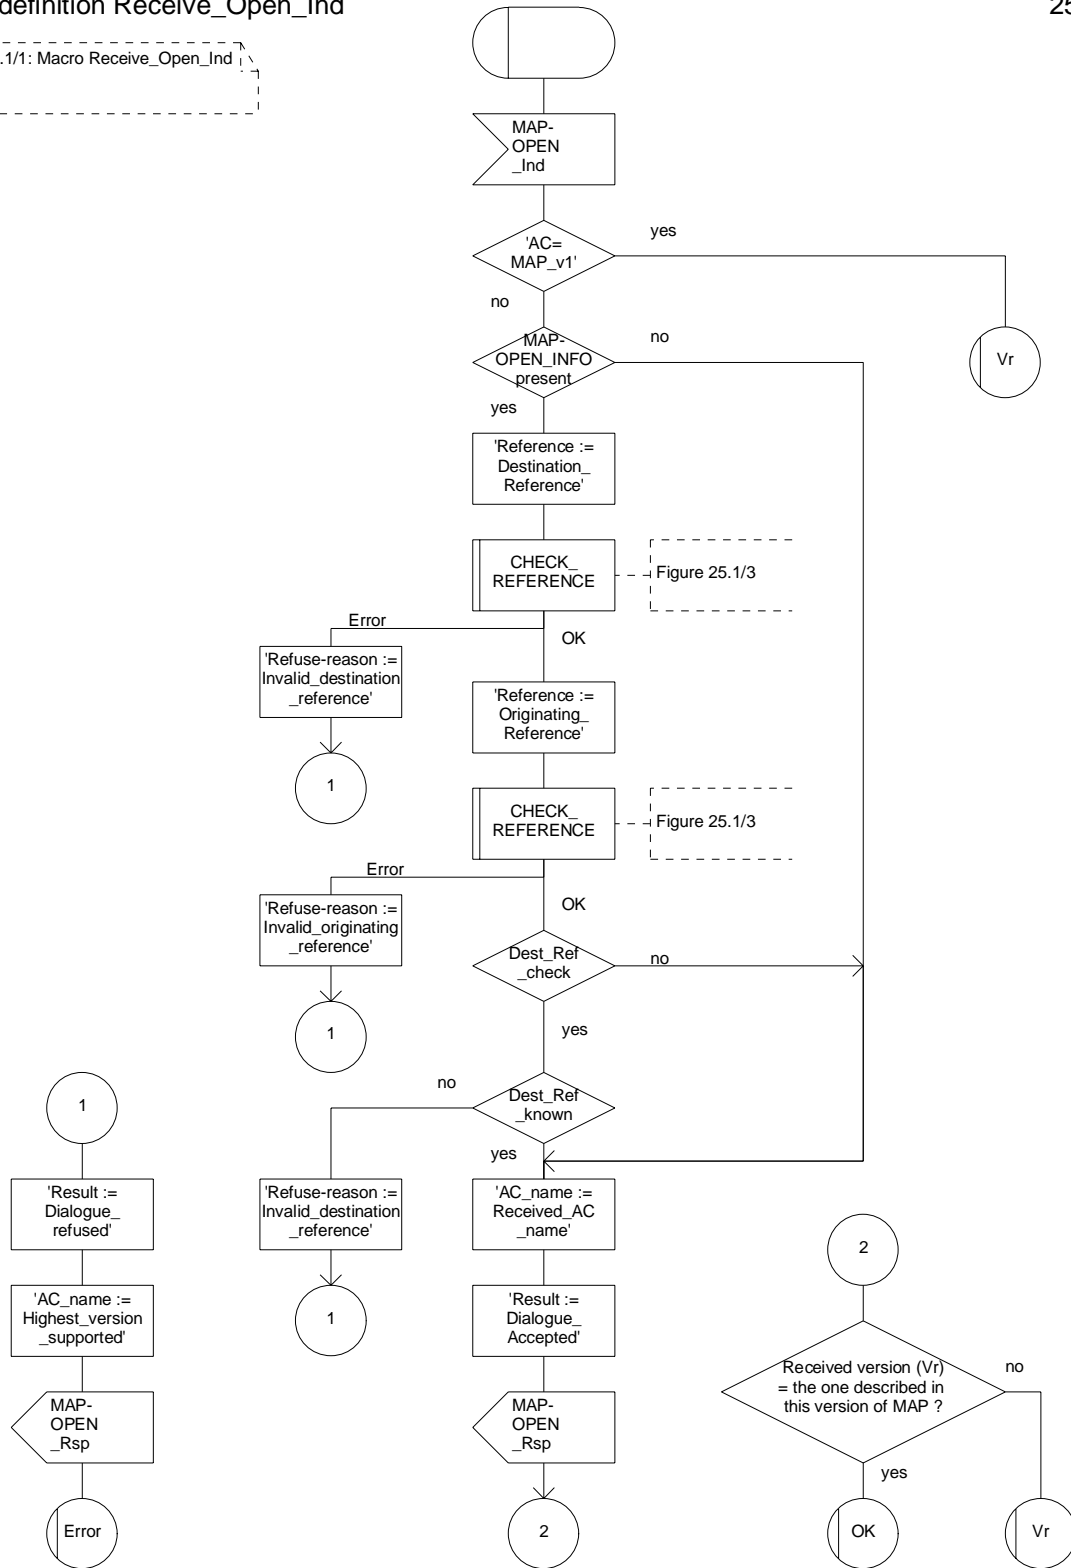 definition Receive_Open_Ind
25
.1/1: Macro Receive_Open_Ind
MAP-
OPEN
_Ind
'AC=
MAP_v1'
yes
no
MAP-
OPEN_INFO
present
no
Vr
yes
'Reference :=
Destination_
Reference'
CHECK_
REFERENCE
Figure 25.1/3
Error
OK
'Refuse-reason :=
Invalid_destination
_reference'
1
'Reference :=
Originating_
Reference'
CHECK_
REFERENCE
Figure 25.1/3
Error
OK
'Refuse-reason :=
Invalid_originating
_reference'
1
Dest_Ref
_check
no
yes
Dest_Ref
_known
no
yes
'Refuse-reason :=
Invalid_destination
_reference'
1
'AC_name :=
Received_AC
_name'
'Result :=
Dialogue_
Accepted'
MAP-
OPEN
_Rsp
2
1
'Result :=
Dialogue_
refused'
'AC_name :=
Highest_version
_supported'
MAP-
OPEN
_Rsp
Error
2
Received version (Vr)
= the one described in
this version of MAP ?
no
yes
OK
Vr